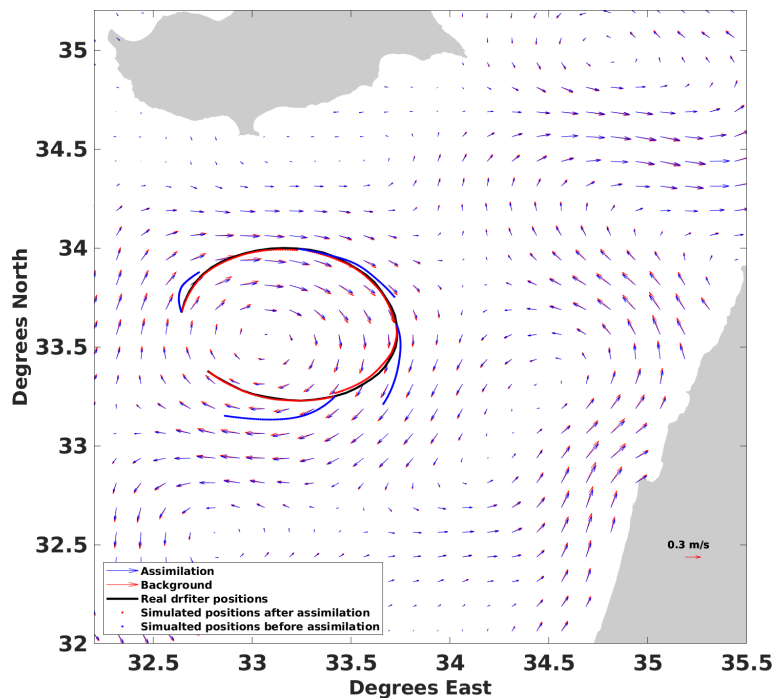 35
34.5
34
33.5
33
32.5
32
Degrees North
0.3 m/s
Assimilation
Background
Real drfiter positions
Simulated positions after assimilation
Simualted positions before assimilation
32.5 33 33.5 34 34.5 35 35.5
Degrees East